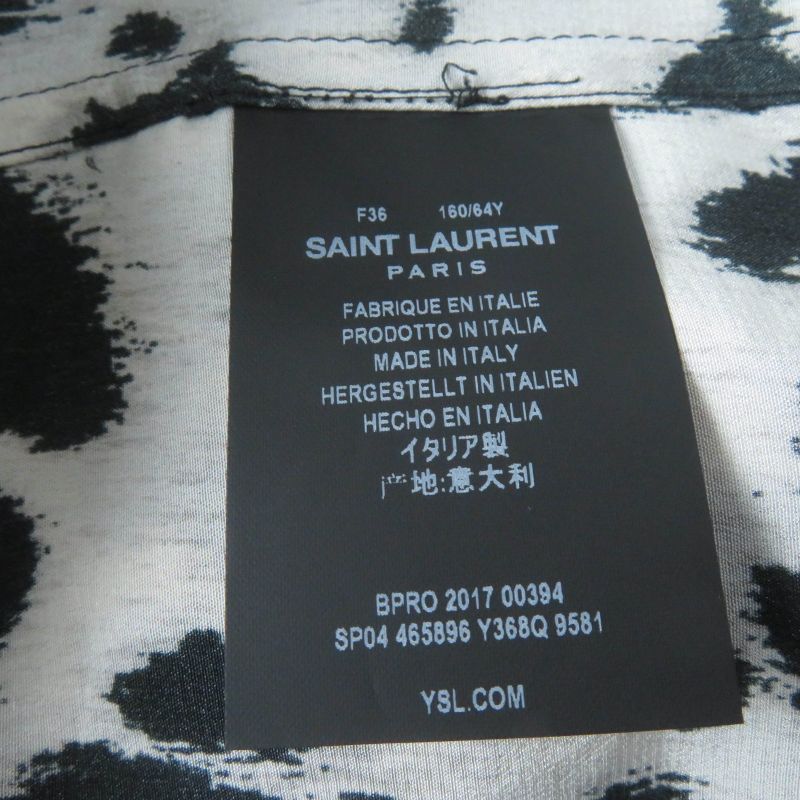 F36 160/64Y
SAINT LAURENT
PARIS
FABRIQUE EN ITALIE
PRODOTTO IN ITALIA
MADE IN ITALY
HERGESTELLT IN ITALIEN
HECHO EN ITALIA
イタリア製
产地:意大利
BPRO 2017 00394
SP04 465896 Y368Q 9581
YSL.COM